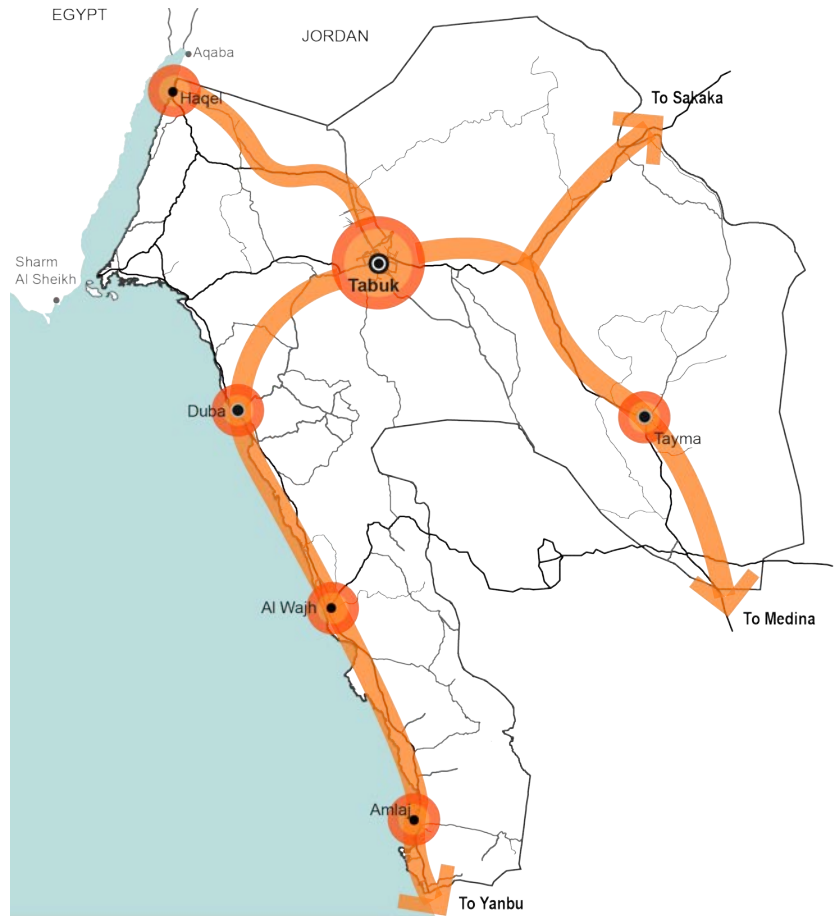 EGYPT
JORDAN
Aqaba
Haqel
To Sakaka
Sharm
Al Sheikh
Tabuk
Duba
Tayma
Al Wajh
To Medina
Amlaj
To Yanbu